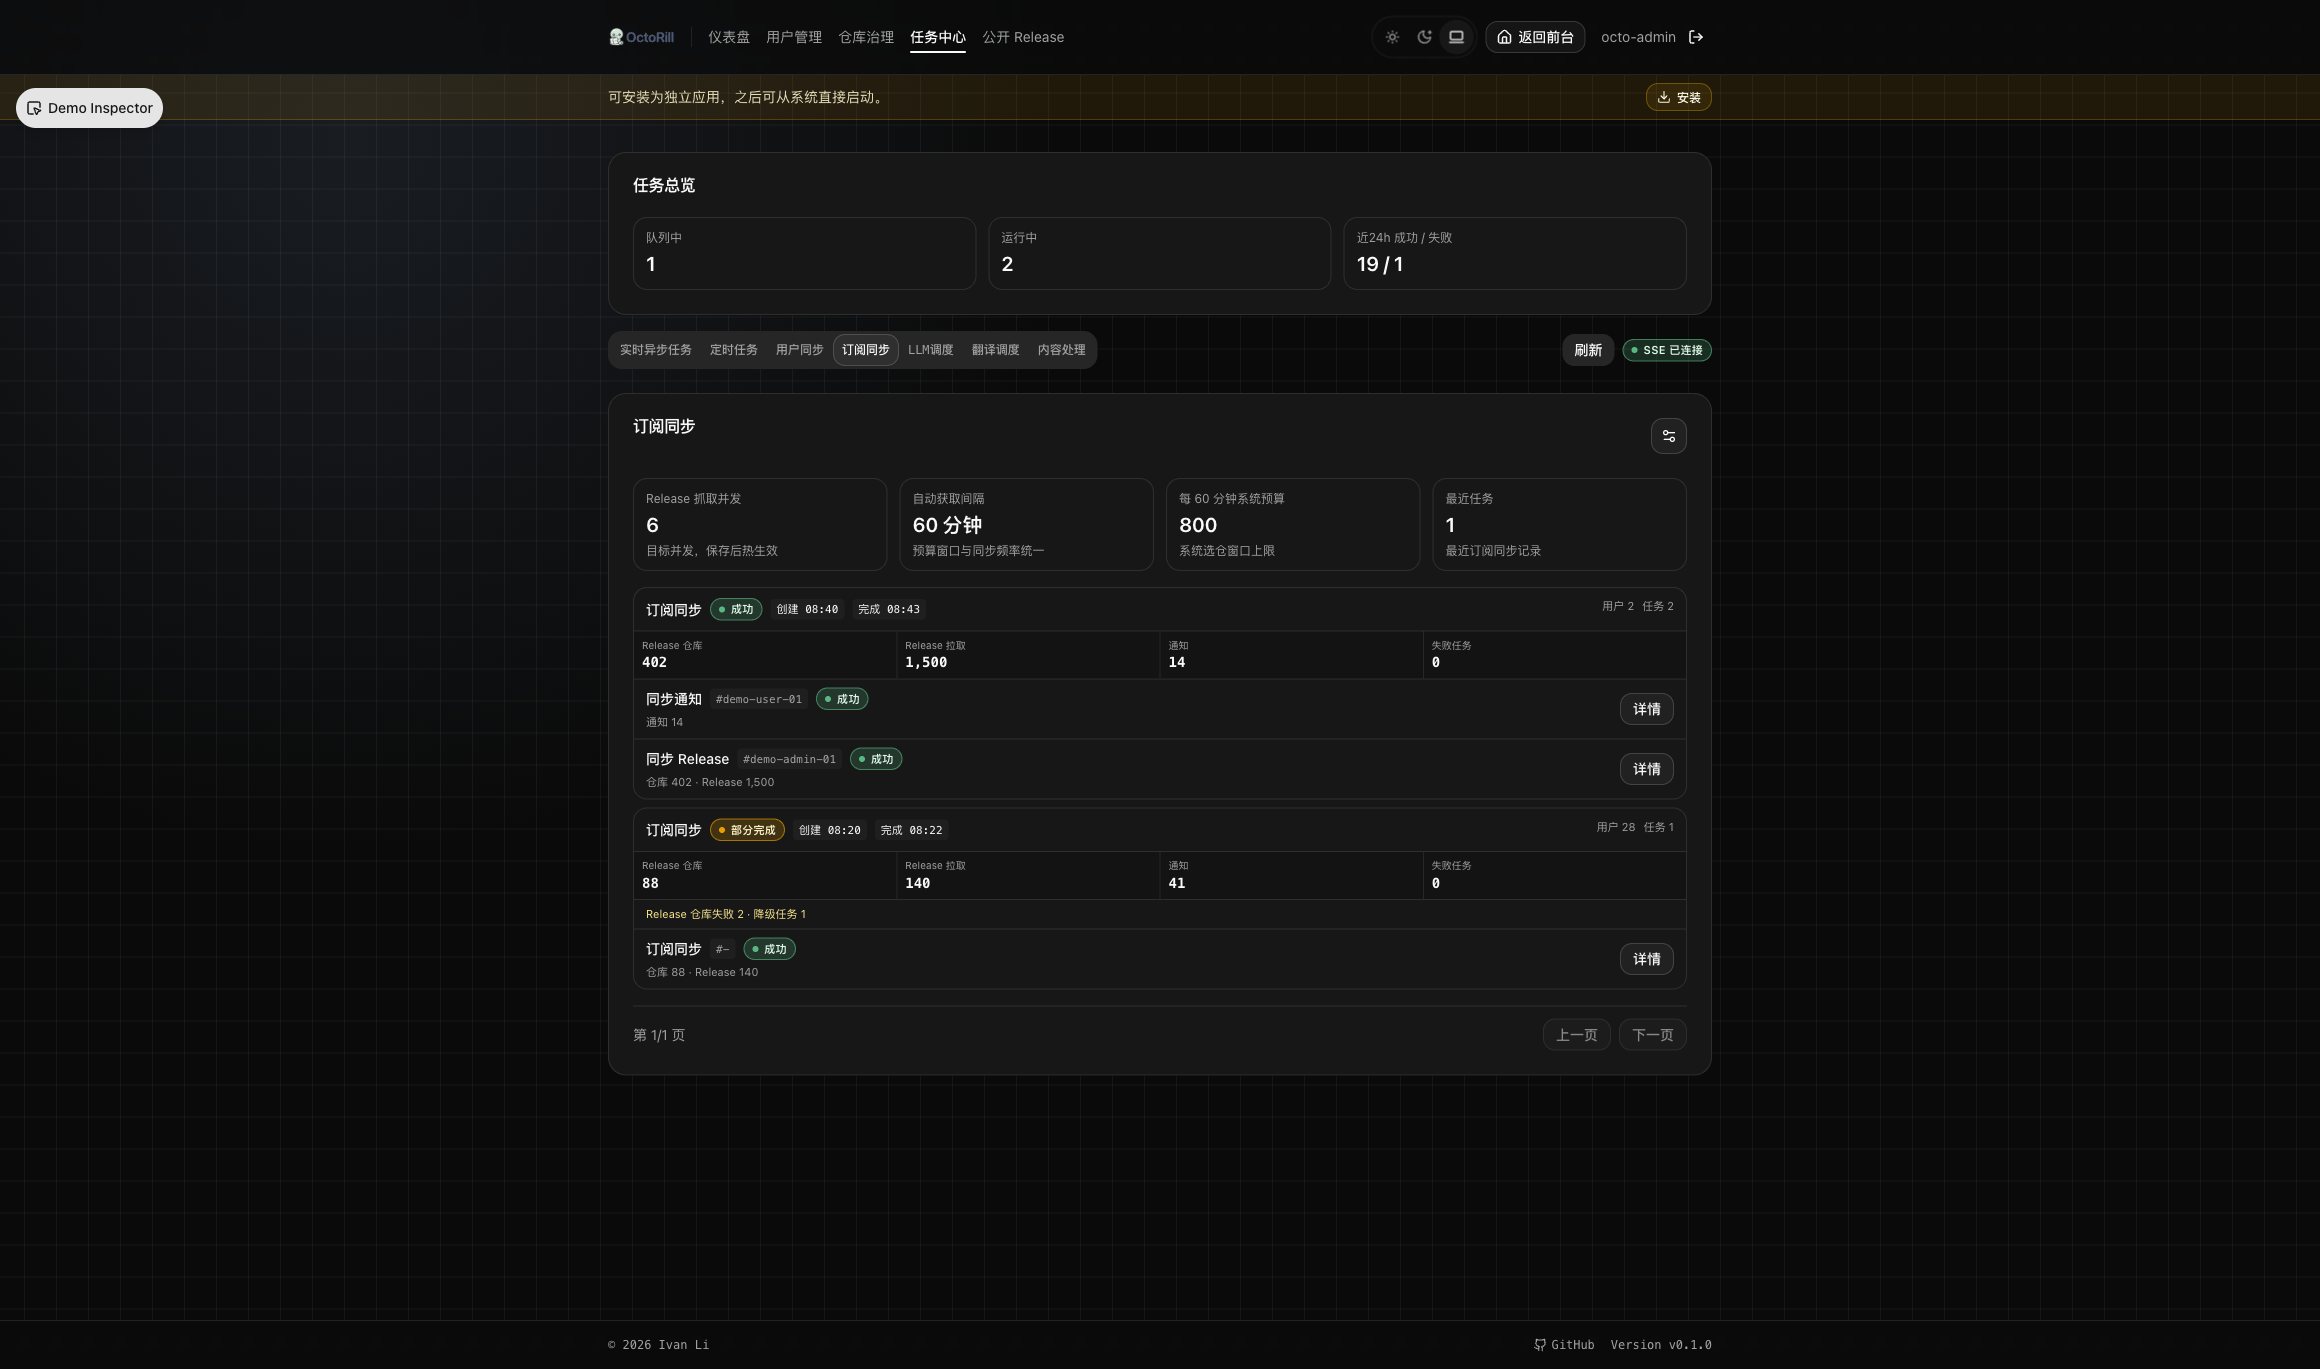 OctoRill 仪表盘 用户管理 仓库治理 任务中心 公开 Release 返回前台 octo-admin
Demo Inspector
可安装为独立应用，之后可从系统直接启动。 安装
任务总览
队列中 运行中 近24h 成功 / 失败
1 2 19 / 1
实时异步任务 定时任务 用户同步 订阅同步 LLM调度 翻译调度 内容处理 刷新 SSE 已连接
订阅同步
Release 抓取并发 自动获取间隔 每 60 分钟系统预算 最近任务
6 60 分钟 800 1
目标并发，保存后热生效 预算窗口与同步频率统一 系统选仓窗口上限 最近订阅同步记录
订阅同步 成功 创建 08:40 完成 08:43 用户 2 任务 2
Release 仓库 Release 拉取 通知 失败任务
402 1,500 14 0
同步通知 #demo-user-01 成功 详情
通知 14
同步 Release #demo-admin-01 成功 详情
仓库 402 · Release 1,500
订阅同步 部分完成 创建 08:20 完成 08:22 用户 28 任务 1
Release 仓库 Release 拉取 通知 失败任务
88 140 41 0
Release 仓库失败 2 · 降级任务 1
订阅同步 #- 成功 详情
仓库 88 · Release 140
第 1/1 页 上一页 下一页
© 2026 Ivan Li GitHub Version v0.1.0